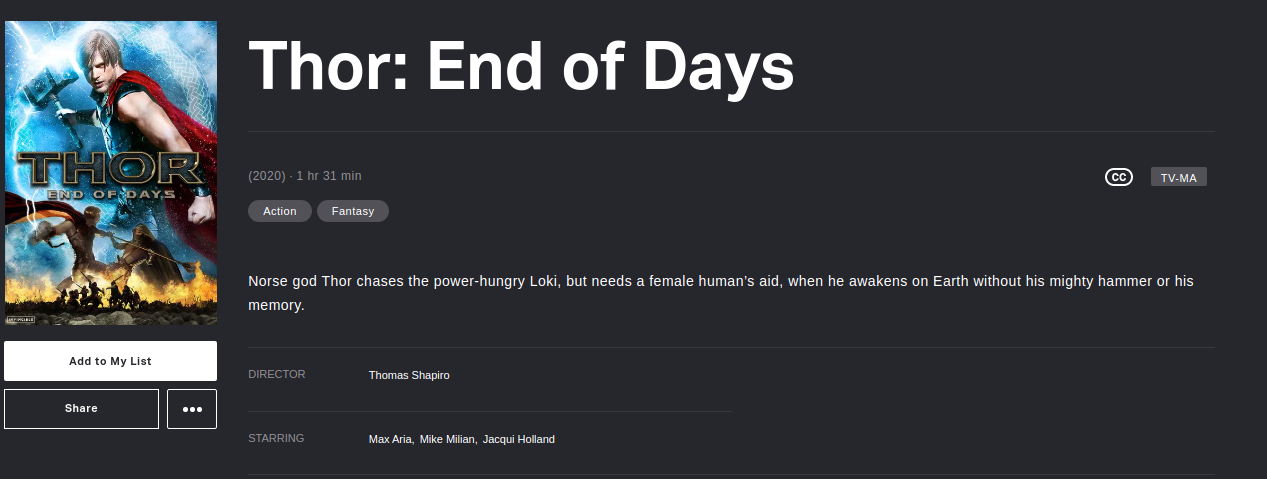 Thor: End of Days
THOR
END OF DAYS
(2020) · 1 hr 31 min
CC
TV-MA
Action
Fantasy
Norse god Thor chases the power-hungry Loki, but needs a female human’s aid, when he awakens on Earth without his mighty hammer or his
memory.
Add to My List
Share
DIRECTOR
Thomas Shapiro
STARRING
Max Aria, Mike Milian, Jacqui Holland